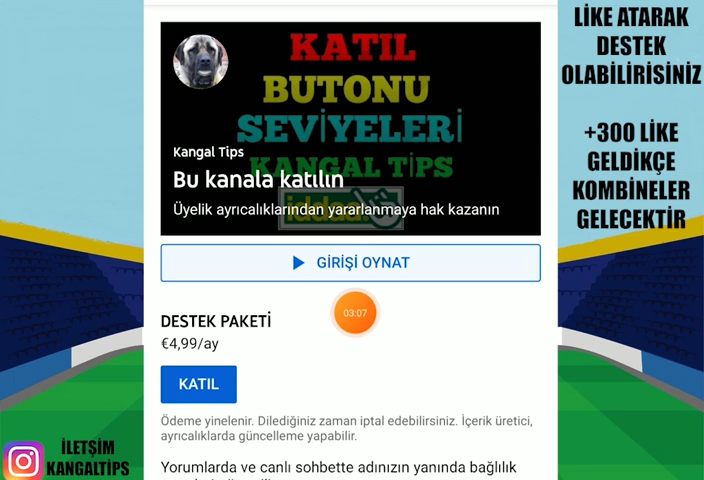 KATIL
BUTONU
SEVİYELERİ
KANGAL TİPS
Kangal Tips
Bu kanala katılın
iddaa
Üyelik ayrıcalıklarından yararlanmaya hak kazanın
GİRİŞİ OYNAT
03:07
DESTEK PAKETİ
€4,99/ay
KATIL
Ödeme yinelenir. Dilediğiniz zaman iptal edebilirsiniz. İçerik üretici,
ayrıcalıklarda güncelleme yapabilir.
Yorumlarda ve canlı sohbette adınızın yanında bağlılık
LİKE ATARAK
DESTEK
OLABİLİRİSİNİZ
+300 LİKE
GELDİKÇE
KOMBİNELER
GELECEKTİR
İLETŞİM
KANGALTİPS